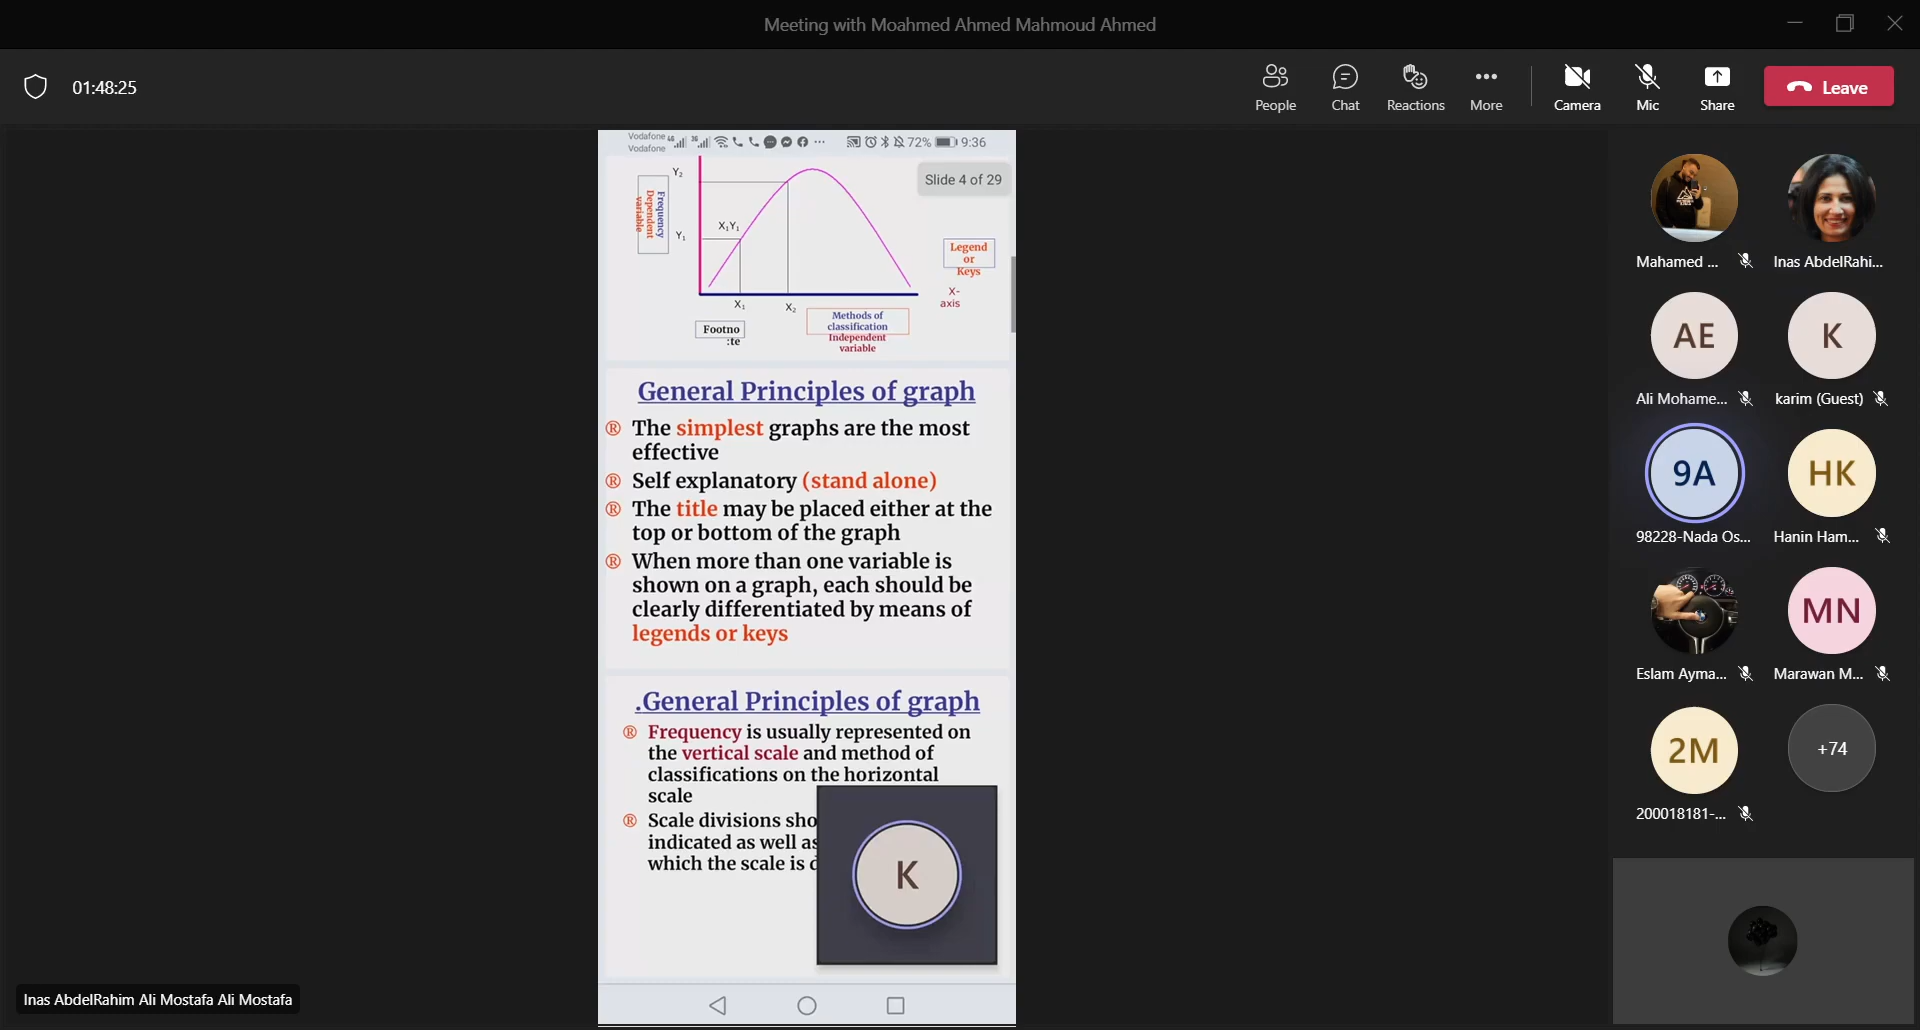 Meeting with Moahmed Ahmed Mahmoud Ahmed
01:48:25
People
Chat
Reactions
More
Camera
Mic
Share
Leave
Vodafone
Vodafone
4G
3G
72%
9:36
Slide 4 of 29
Y2
Frequency
Dependent
variable
X1Y1
Y1
Legend
or
Keys
X-
axis
X1
X2
Methods of
classification
Independent
variable
Footno
:te
General Principles of graph
® The simplest graphs are the most
effective
® Self explanatory (stand alone)
® The title may be placed either at the
top or bottom of the graph
® When more than one variable is
shown on a graph, each should be
clearly differentiated by means of
legends or keys
.General Principles of graph
® Frequency is usually represented on
the vertical scale and method of
classifications on the horizontal
scale
® Scale divisions sho
indicated as well as
which the scale is d
K
Inas AbdelRahim Ali Mostafa Ali Mostafa
Mahamed ...
Inas AbdelRahi...
AE
K
Ali Mohame...
karim (Guest)
9A
HK
98228-Nada Os...
Hanin Ham...
MN
Eslam Ayma...
Marawan M...
2M
+74
200018181-...